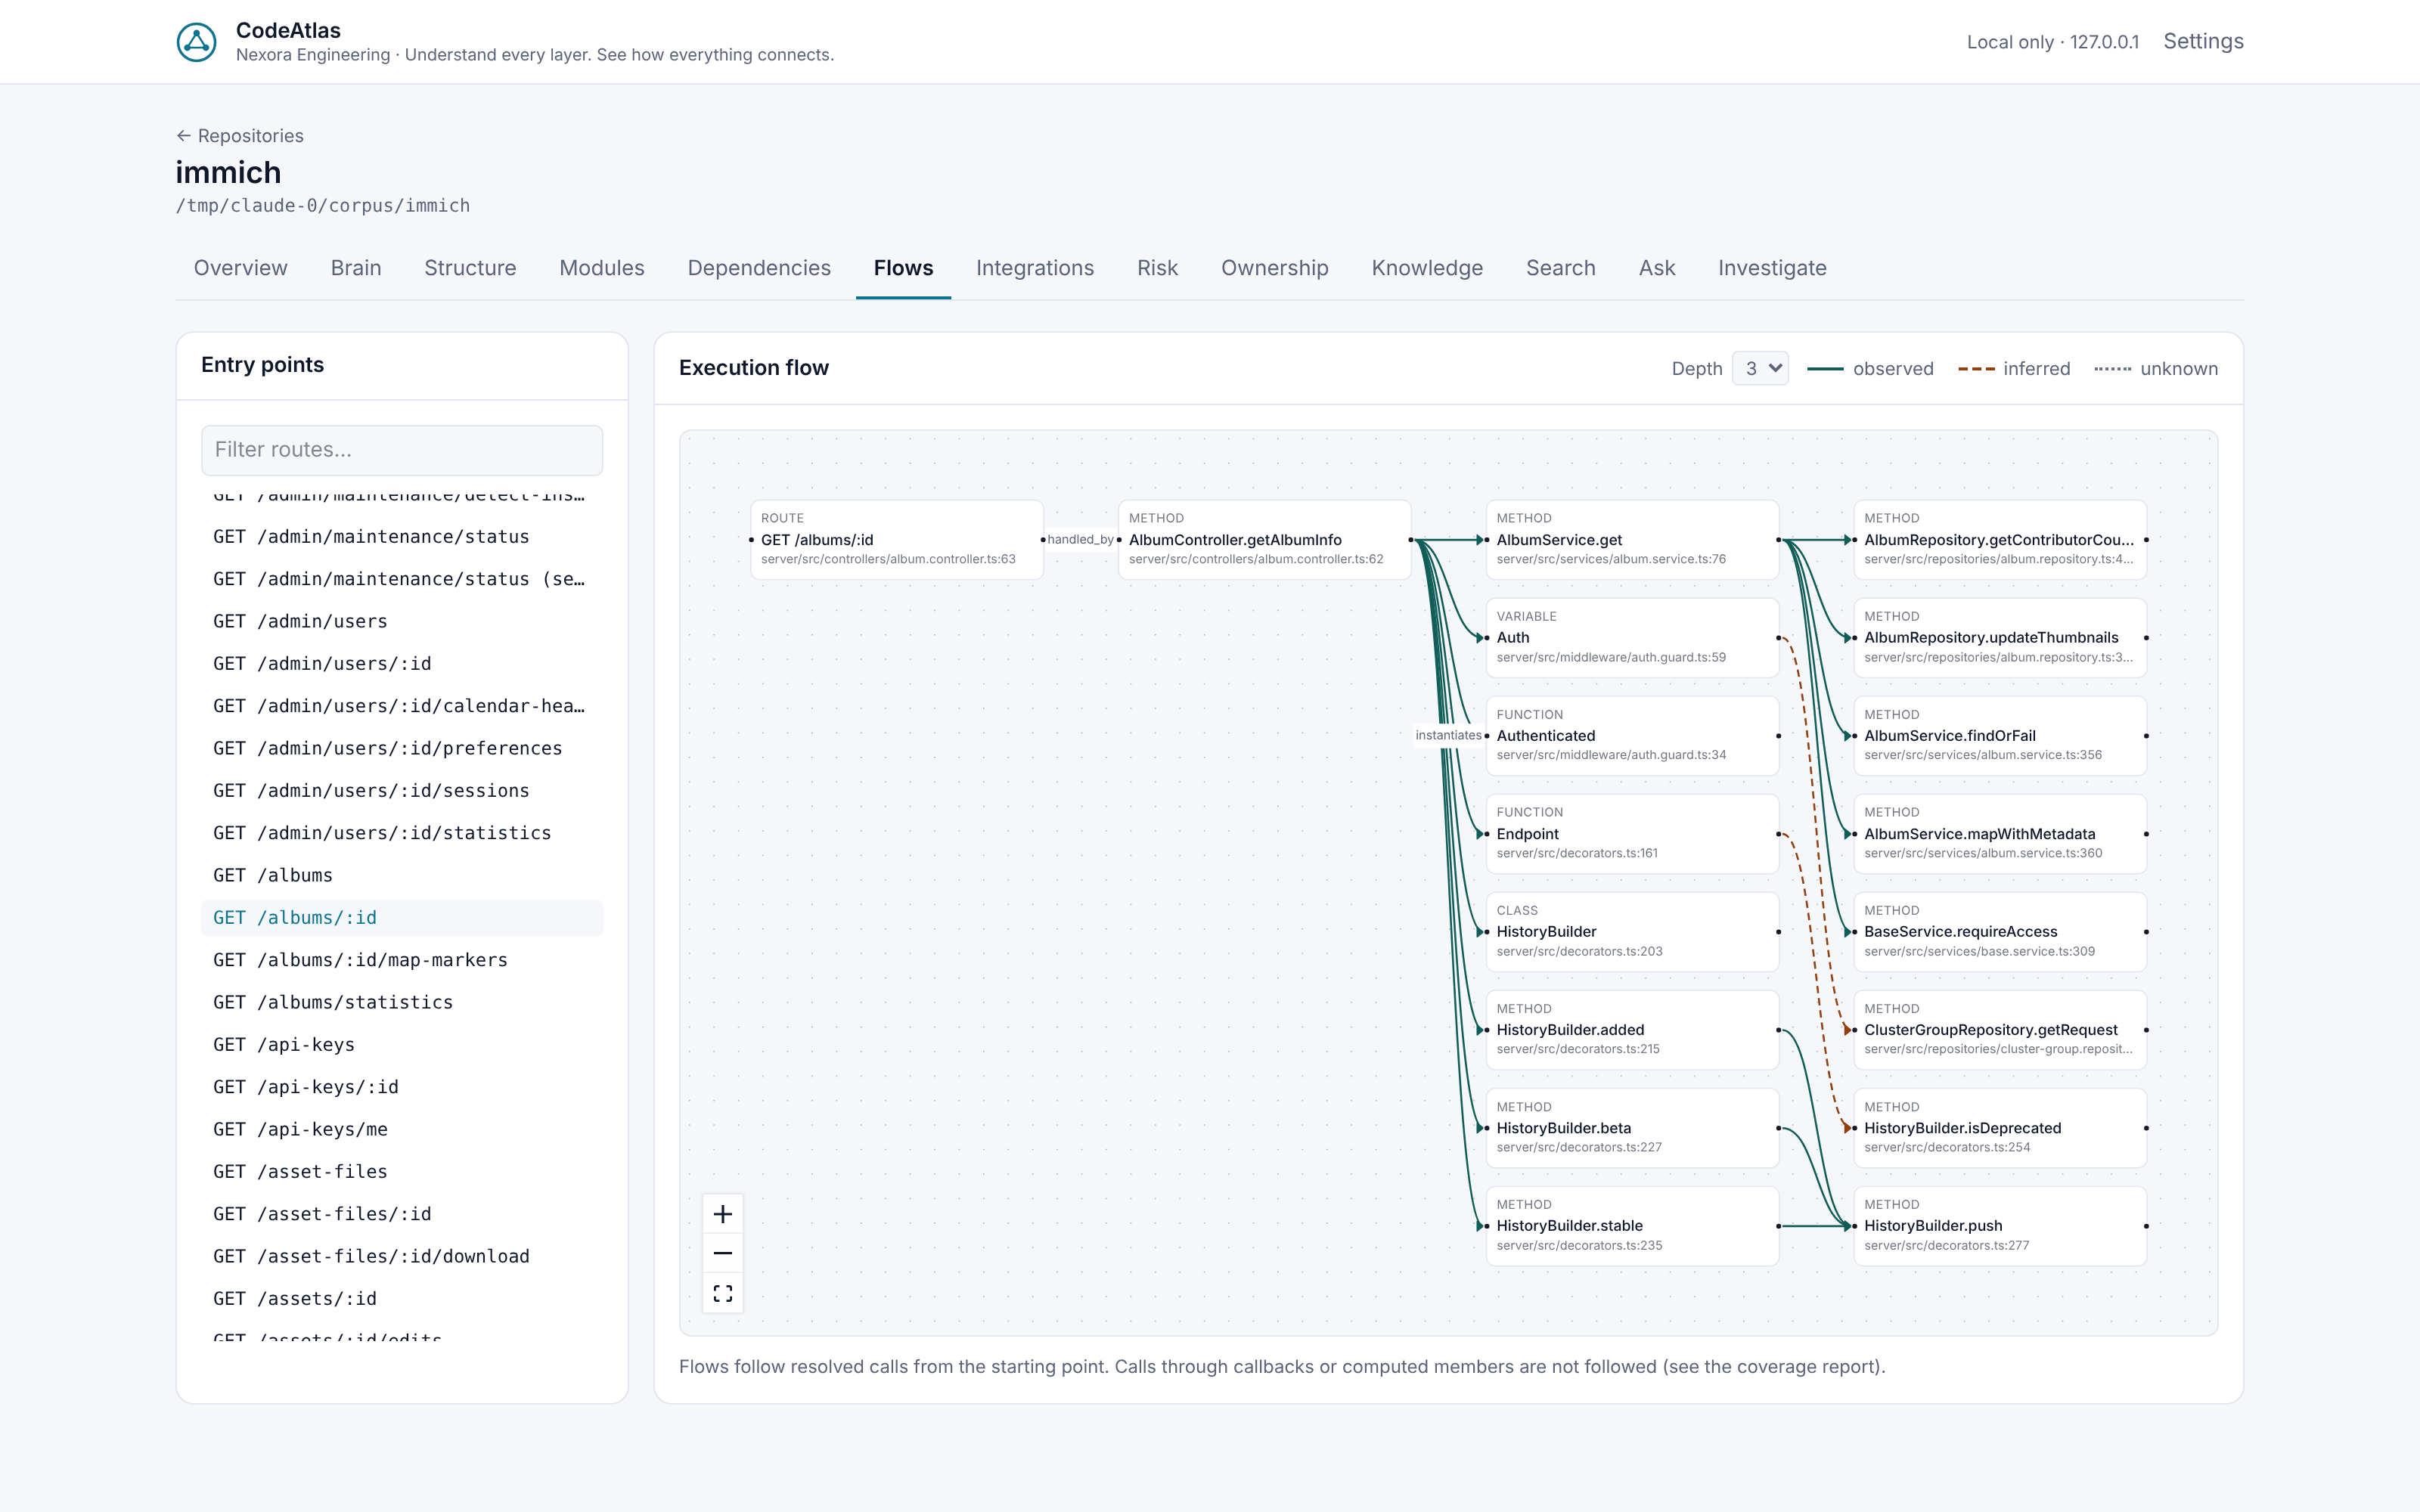 CodeAtlas
Nexora Engineering · Understand every layer. See how everything connects.
Local only · 127.0.0.1
Settings
← Repositories
immich
/tmp/claude-0/corpus/immich
Overview
Brain
Structure
Modules
Dependencies
Flows
Integrations
Risk
Ownership
Knowledge
Search
Ask
Investigate
Entry points
Filter routes...
GET /admin/maintenance/detect-ins…
GET /admin/maintenance/status
GET /admin/maintenance/status (se…
GET /admin/users
GET /admin/users/:id
GET /admin/users/:id/calendar-hea…
GET /admin/users/:id/preferences
GET /admin/users/:id/sessions
GET /admin/users/:id/statistics
GET /albums
GET /albums/:id
GET /albums/:id/map-markers
GET /albums/statistics
GET /api-keys
GET /api-keys/:id
GET /api-keys/me
GET /asset-files
GET /asset-files/:id
GET /asset-files/:id/download
GET /assets/:id
GET /assets/:id/edits
Execution flow
Depth
3
observed
inferred
unknown
ROUTE
GET /albums/:id
server/src/controllers/album.controller.ts:63
handled_by
METHOD
AlbumController.getAlbumInfo
server/src/controllers/album.controller.ts:62
instantiates
METHOD
AlbumService.get
server/src/services/album.service.ts:76
VARIABLE
Auth
server/src/middleware/auth.guard.ts:59
FUNCTION
Authenticated
server/src/middleware/auth.guard.ts:34
FUNCTION
Endpoint
server/src/decorators.ts:161
CLASS
HistoryBuilder
server/src/decorators.ts:203
METHOD
HistoryBuilder.added
server/src/decorators.ts:215
METHOD
HistoryBuilder.beta
server/src/decorators.ts:227
METHOD
HistoryBuilder.stable
server/src/decorators.ts:235
METHOD
AlbumRepository.getContributorCou...
server/src/repositories/album.repository.ts:4...
METHOD
AlbumRepository.updateThumbnails
server/src/repositories/album.repository.ts:3...
METHOD
AlbumService.findOrFail
server/src/services/album.service.ts:356
METHOD
AlbumService.mapWithMetadata
server/src/services/album.service.ts:360
METHOD
BaseService.requireAccess
server/src/services/base.service.ts:309
METHOD
ClusterGroupRepository.getRequest
server/src/repositories/cluster-group.reposit...
METHOD
HistoryBuilder.isDeprecated
server/src/decorators.ts:254
METHOD
HistoryBuilder.push
server/src/decorators.ts:277
Flows follow resolved calls from the starting point. Calls through callbacks or computed members are not followed (see the coverage report).